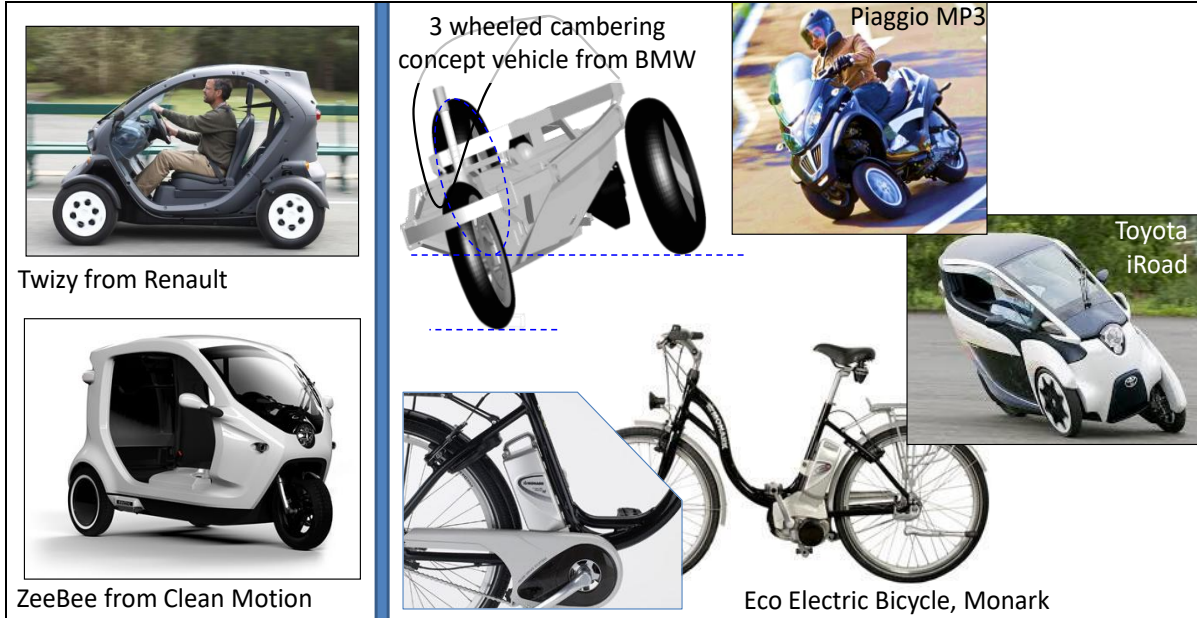 Twizy from Renault
ZeeBee from Clean Motion
3 wheeled cambering
concept vehicle from BMW
Piaggio MP3
Toyota
iRoad
MONARK
Eco Electric Bicycle, Monark